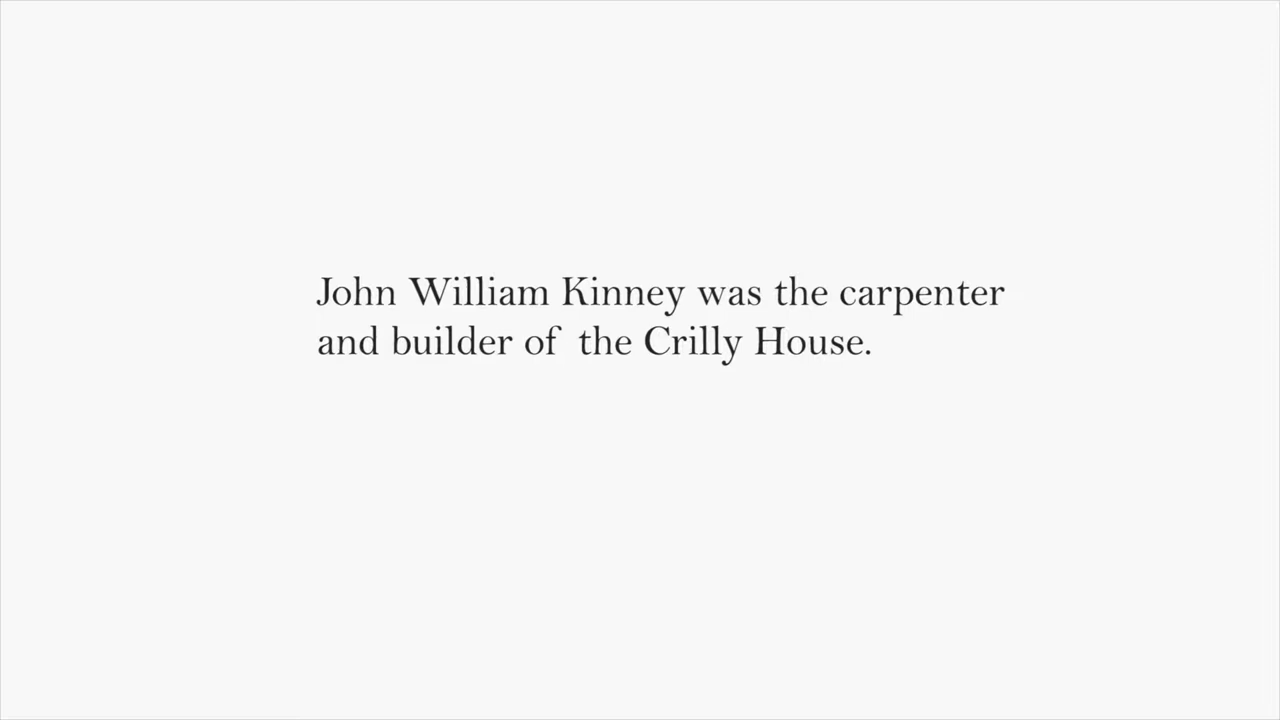 John William Kinney was the carpenter
and builder of the Crilly House.